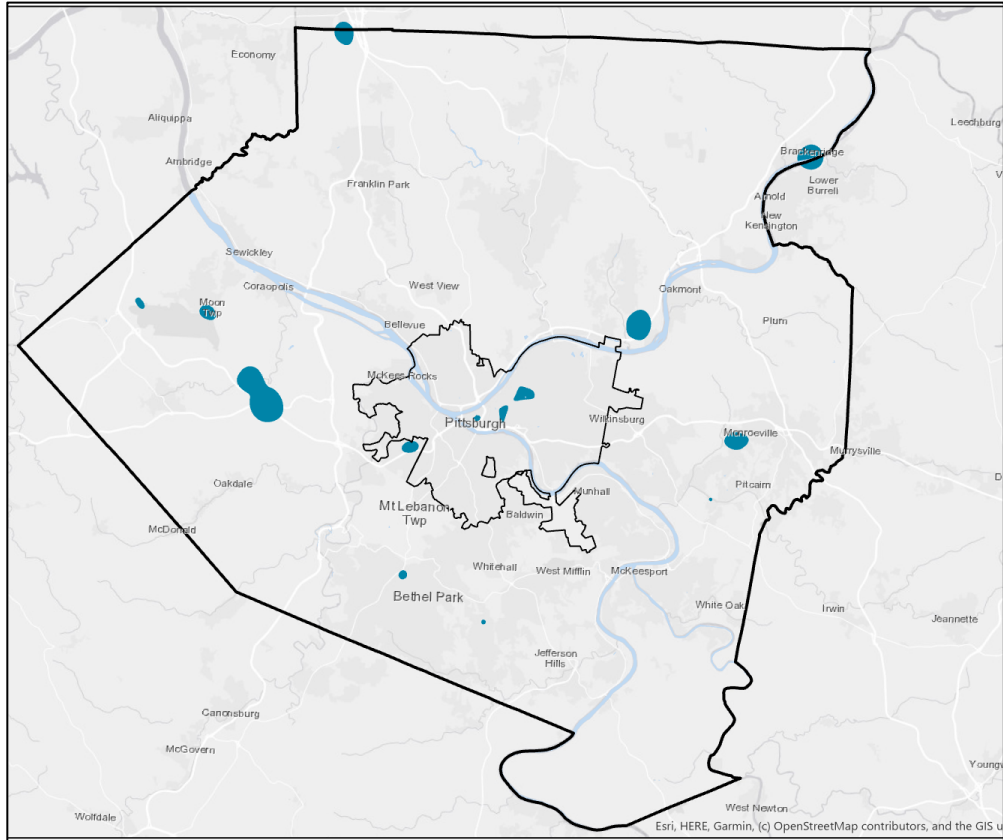 Economy
Aliquippa
Leechburg
Ambridge
Brackenridge
Franklin Park
Lower
Burrell
Arnold
New
Kensington
Sewickley
Coraopolis
West View
Oakmont
Moon
Twp
Bellevue
Plum
McKees Rocks
Pittsburgh
Wilkinsburg
Monroeville
Murrysville
Oakdale
Munhall
Pitcairn
Mt Lebanon
Twp
Baldwin
McDonald
Whitehall
West Mifflin
McKeesport
Bethel Park
White Oak
Irwin
Jeannette
Jefferson
Hills
Canonsburg
McGovern
Youngw
West Newton
Wolfdale
Esri, HERE, Garmin, (c) OpenStreetMap contributors, and the GIS u